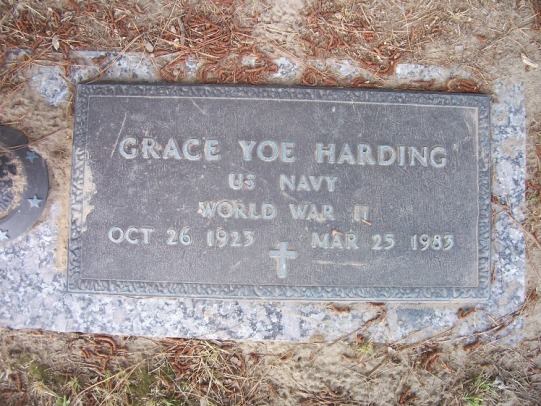 GRACE YOE HARDING
US NAVY
WORLD WAR II
OCT 26 1923 MAR 25 1983